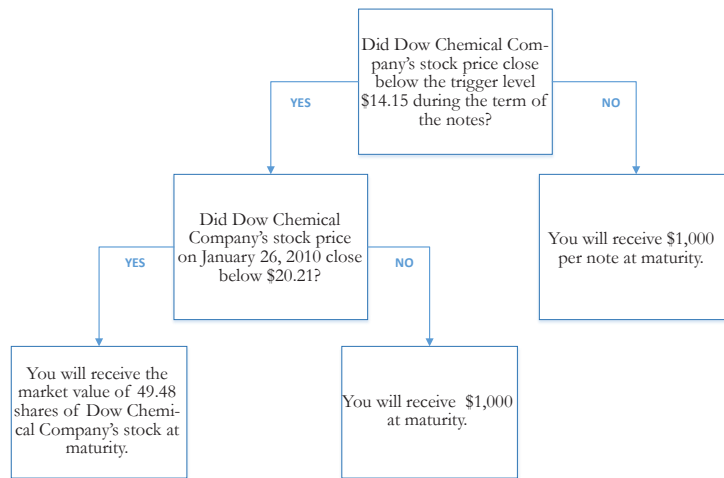 Did Dow Chemical Com-
pany's stock price close
below the trigger level
$14.15 during the term of
the notes?
YES
NO
Did Dow Chemical
Company's stock price
on January 26, 2010 close
below $20.21?
You will receive $1,000
per note at maturity.
YES
NO
You will receive the
market value of 49.48
shares of Dow Chemi-
cal Company's stock at
maturity.
You will receive $1,000
at maturity.